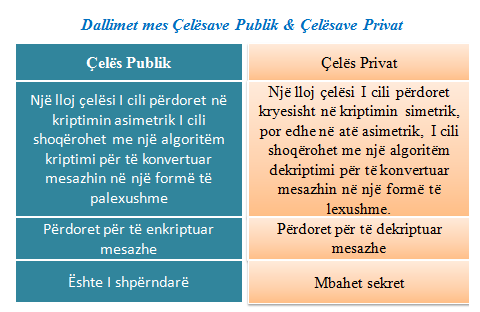 Dallimet mes Çelësave Publik & Çelësave Privat
Çelës Publik
Çelës Privat
Një lloj çelësi I cili përdoret në
kriptimin asimetrik I cili
shoqërohet me një algoritëm
kriptimi për të konvertuar
mesazhin në një formë të
palexushme
Një lloj çelësi I cili përdoret
kryesisht në kriptimin simetrik,
por edhe në atë asimetrik, I cili
shoqërohet me një algoritëm
dekriptimi për të konvertuar
mesazhin në një formë të
lexushme.
Përdoret për të enkriptuar
mesazhe
Përdoret për të dekriptuar
mesazhe
Është I shpërndarë
Mbahet sekret